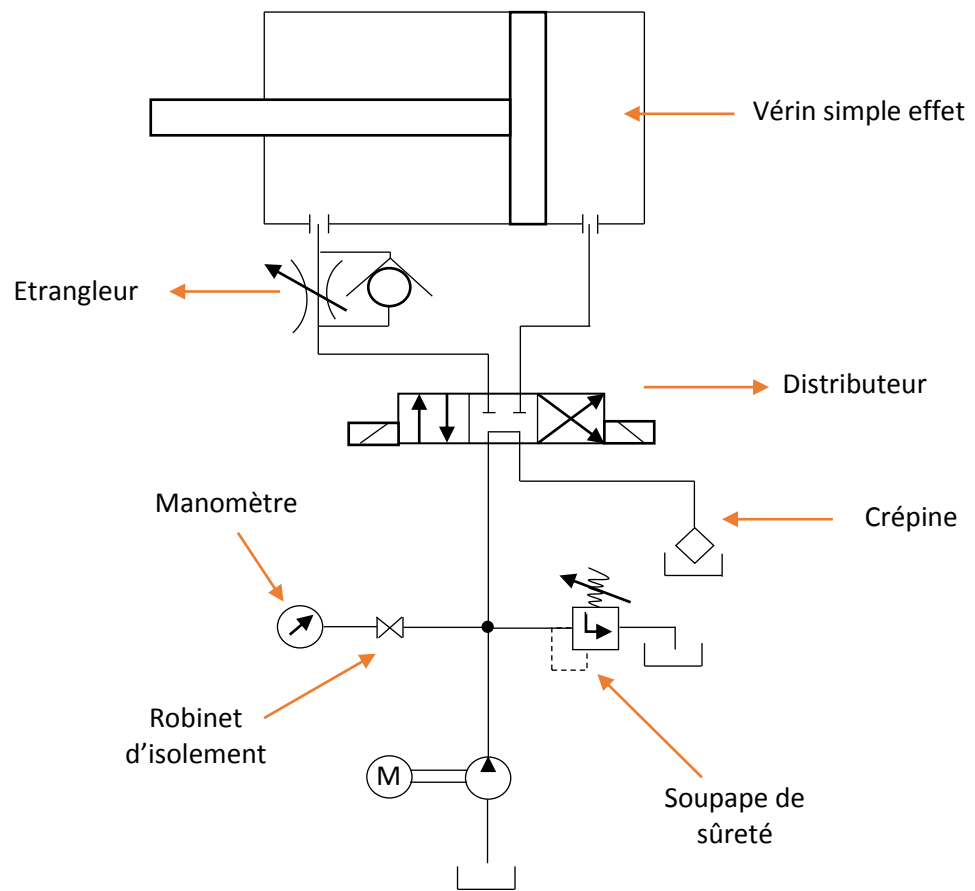 Vérin simple effet
Etrangleur
Distributeur
Manomètre
Crépine
Robinet
d’isolement
M
Soupape de
sûreté